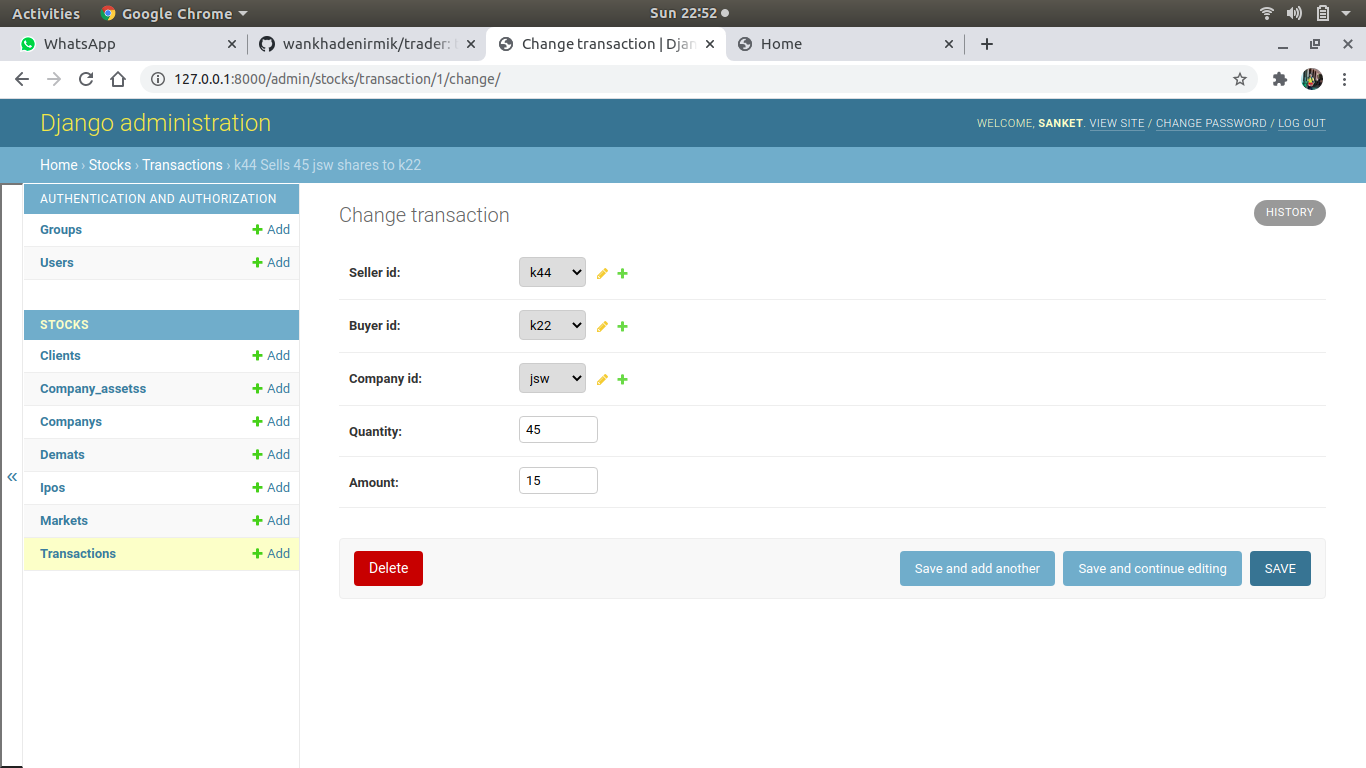 Activities Google Chrome Sun 22:52
WhatsApp wankhadenirmik/trader: Change transaction | Djan Home
127.0.0.1:8000/admin/stocks/transaction/1/change/
Django administration WELCOME, SANKET. VIEW SITE / CHANGE PASSWORD / LOG OUT
Home › Stocks › Transactions › k44 Sells 45 jsw shares to k22
«
AUTHENTICATION AND AUTHORIZATION
Groups Add
Users Add
STOCKS
Clients Add
Company_assetss Add
Companys Add
Demats Add
Ipos Add
Markets Add
Transactions Add
Change transaction HISTORY
Seller id: k44
Buyer id: k22
Company id: jsw
Quantity: 45
Amount: 15
Delete Save and add another Save and continue editing SAVE